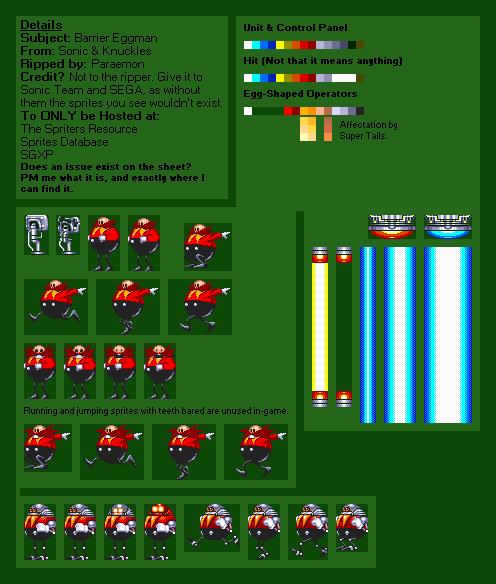 Details
Subject: Barrier Eggman
From: Sonic & Knuckles
Ripped by: Paraemon
Credit? Not to the ripper. Give it to
Sonic Team and SEGA, as without
them the sprites you see wouldn't exist.
To ONLY be Hosted at:
The Spriters Resource
Sprites Database
SGXP
Does an issue exist on the sheet?
PM me what it is, and exactly where I
can find it.
Unit & Control Panel
Hit (Not that it means anything)
Egg-Shaped Operators
Affectation by
Super Tails.
Running and jumping sprites with teeth bared are unused in-game.